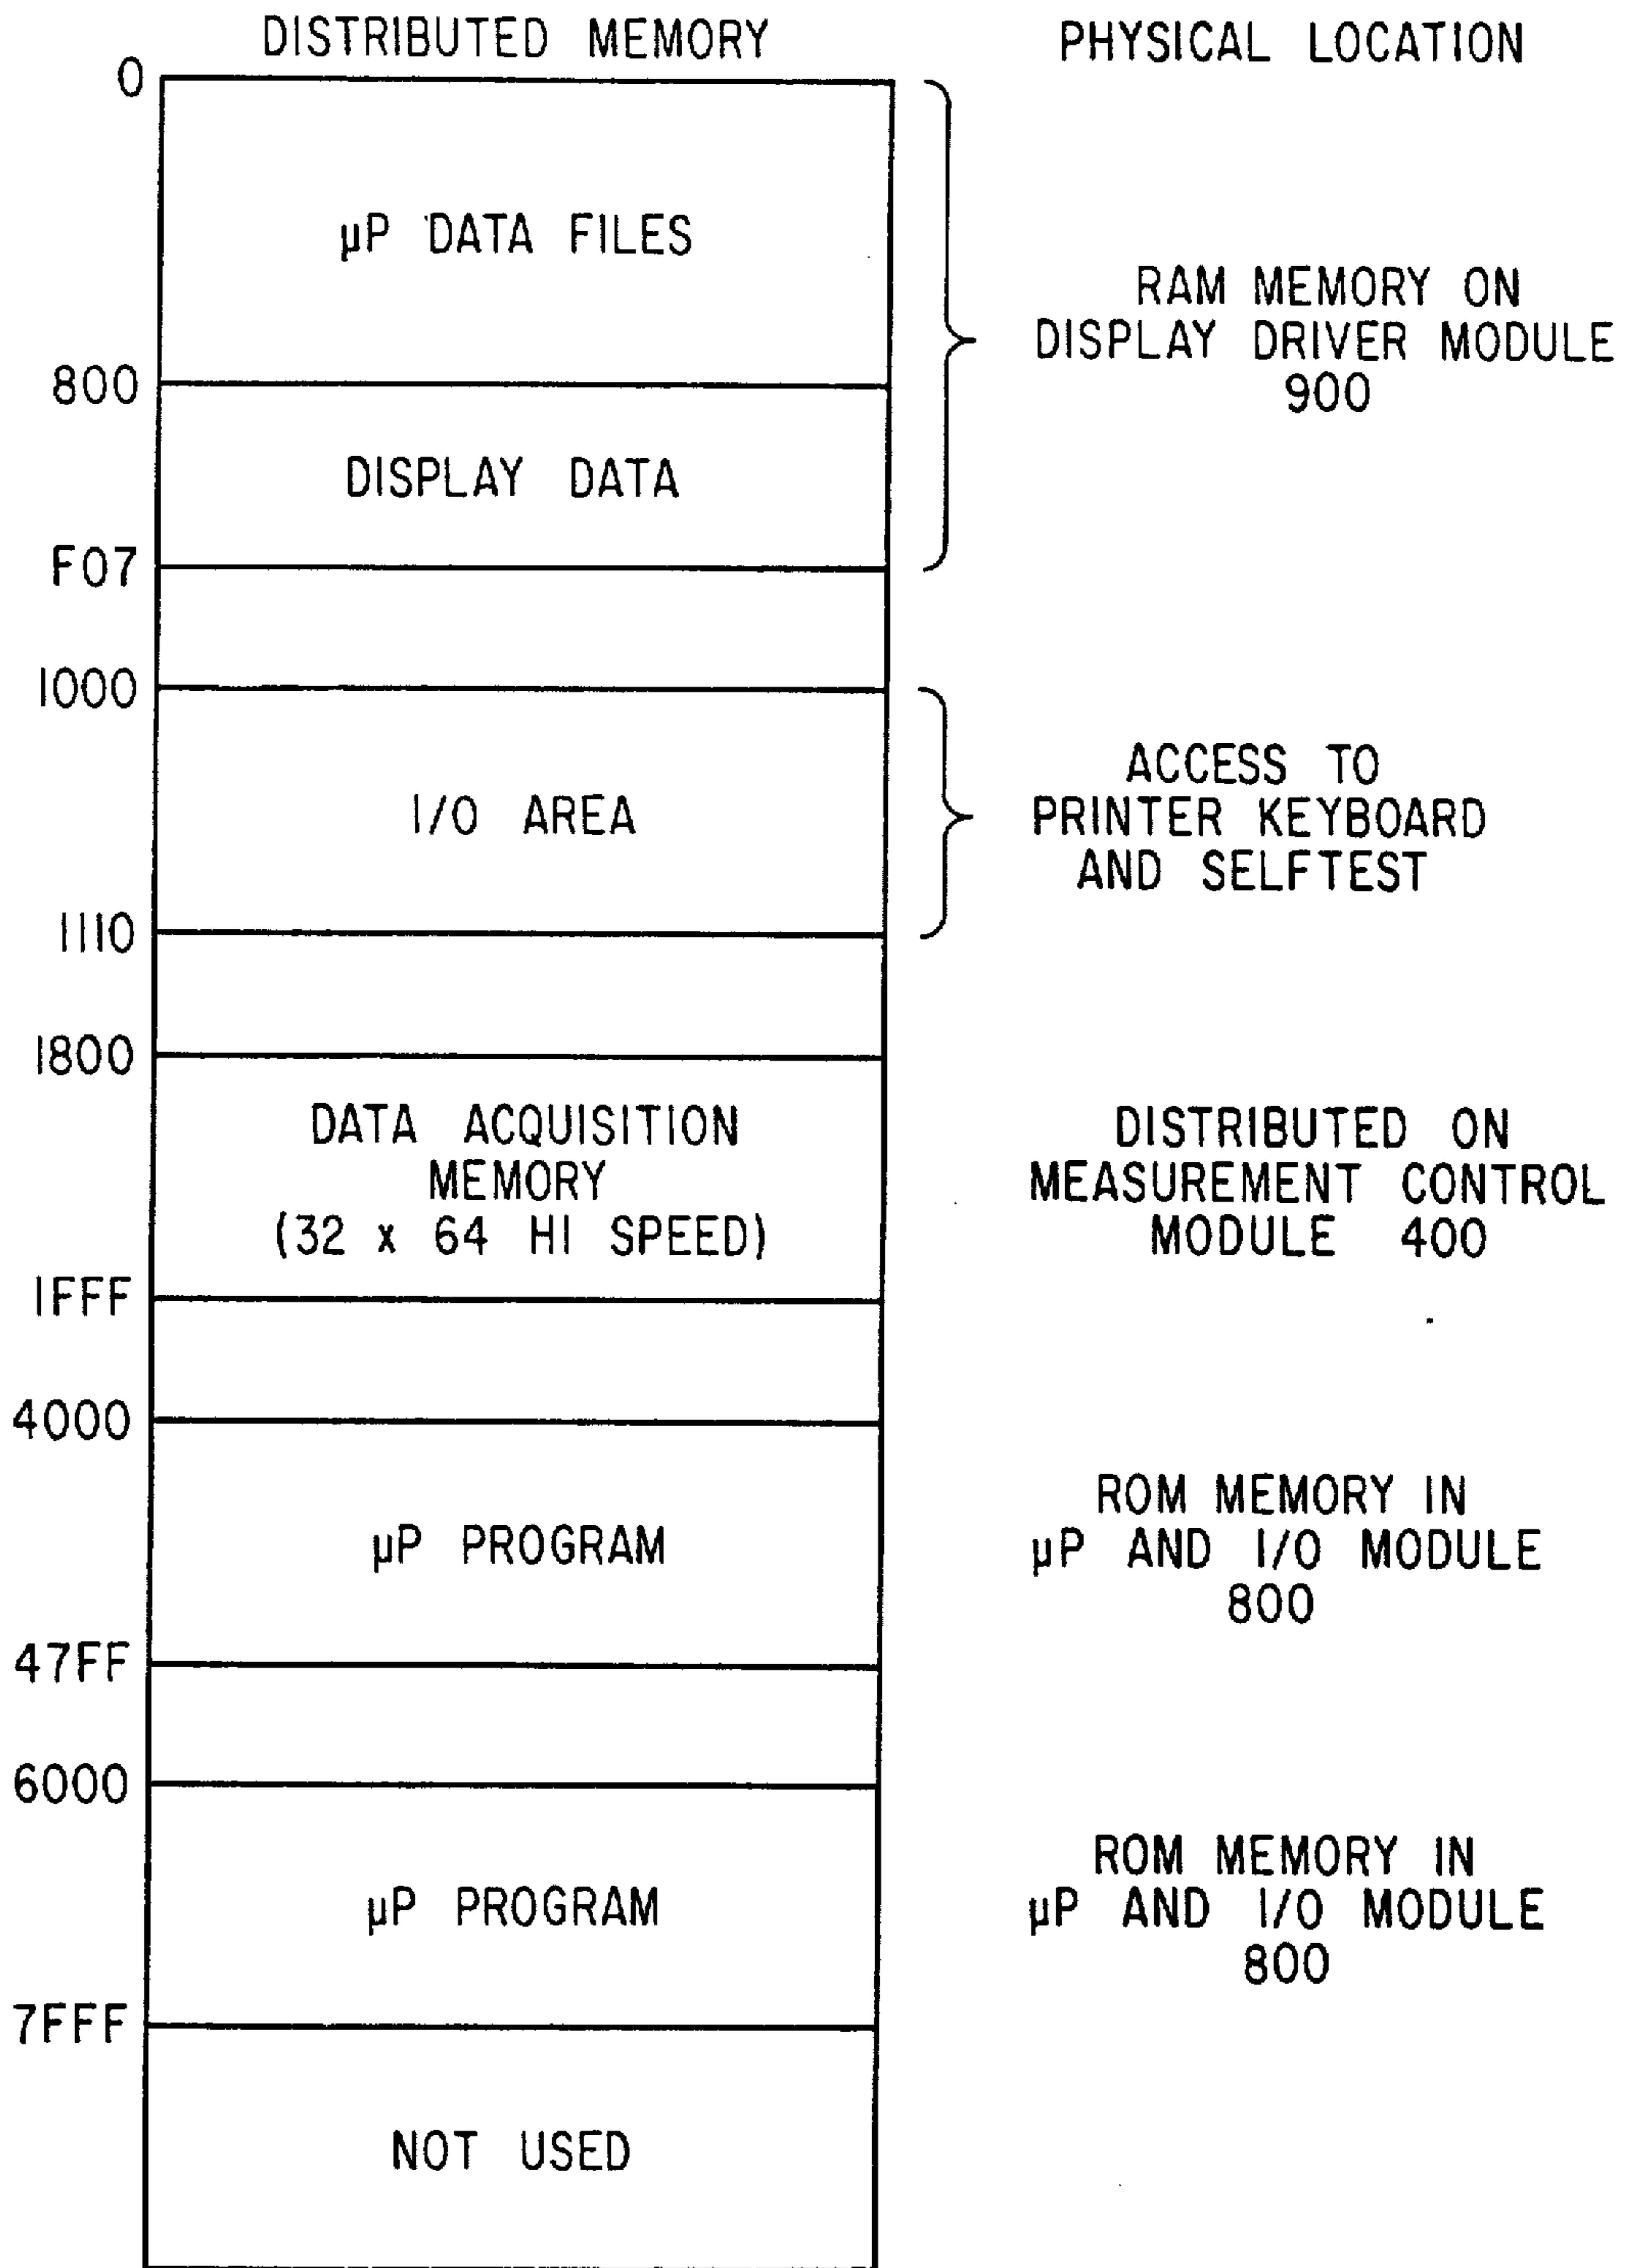 DISTRIBUTED MEMORY
PHYSICAL LOCATION
0
µP DATA FILES
RAM MEMORY ON
DISPLAY DRIVER MODULE
900
800
DISPLAY DATA
F07
1000
I/O AREA
ACCESS TO
PRINTER KEYBOARD
AND SELFTEST
1110
1800
DATA ACQUISITION
MEMORY
(32 x 64 HI SPEED)
DISTRIBUTED ON
MEASUREMENT CONTROL
MODULE 400
1FFF
4000
µP PROGRAM
ROM MEMORY IN
µP AND I/O MODULE
800
47FF
6000
µP PROGRAM
ROM MEMORY IN
µP AND I/O MODULE
800
7FFF
NOT USED